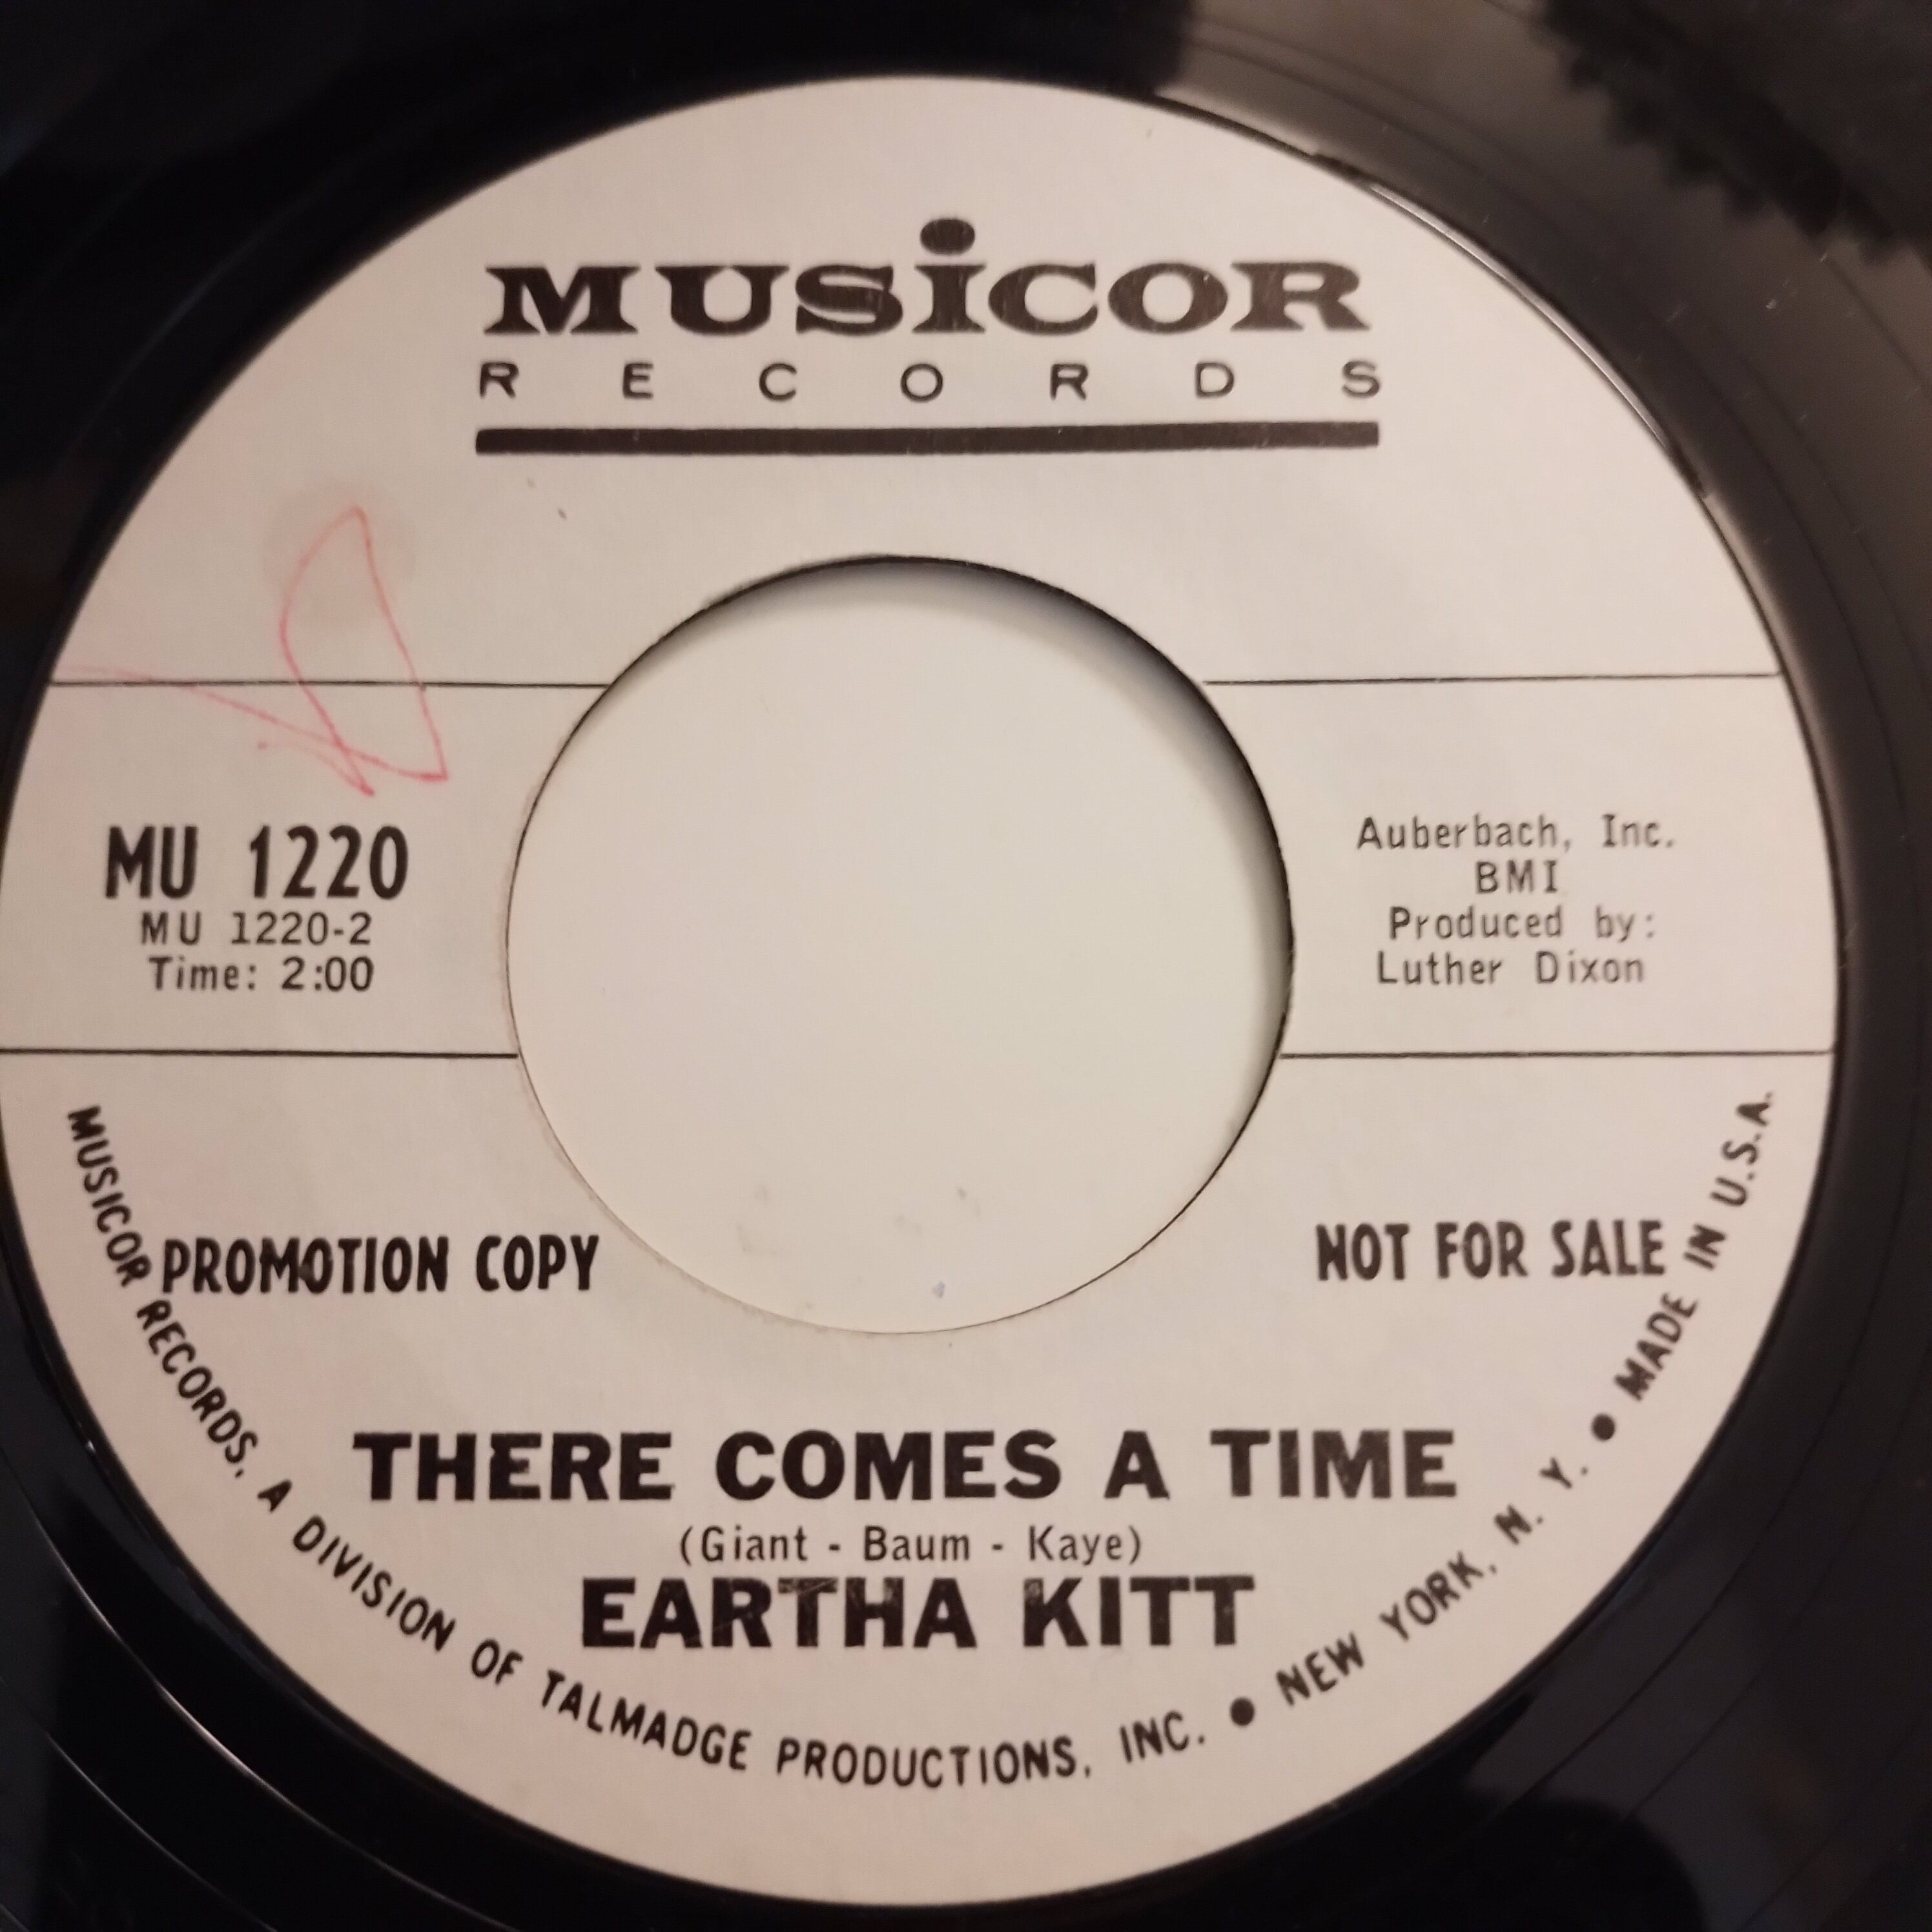 MUSiCOR
RECORDS
MU 1220
MU 1220-2
Time: 2:00
Auberbach, Inc.
BMI
Produced by:
Luther Dixon
PROMOTION COPY
NOT FOR SALE
THERE COMES A TIME
(Giant - Baum - Kaye)
EARTHA KITT
MUSICOR RECORDS, A DIVISION OF TALMADGE PRODUCTIONS, INC. • NEW YORK, N. Y. • MADE IN U.S.A.